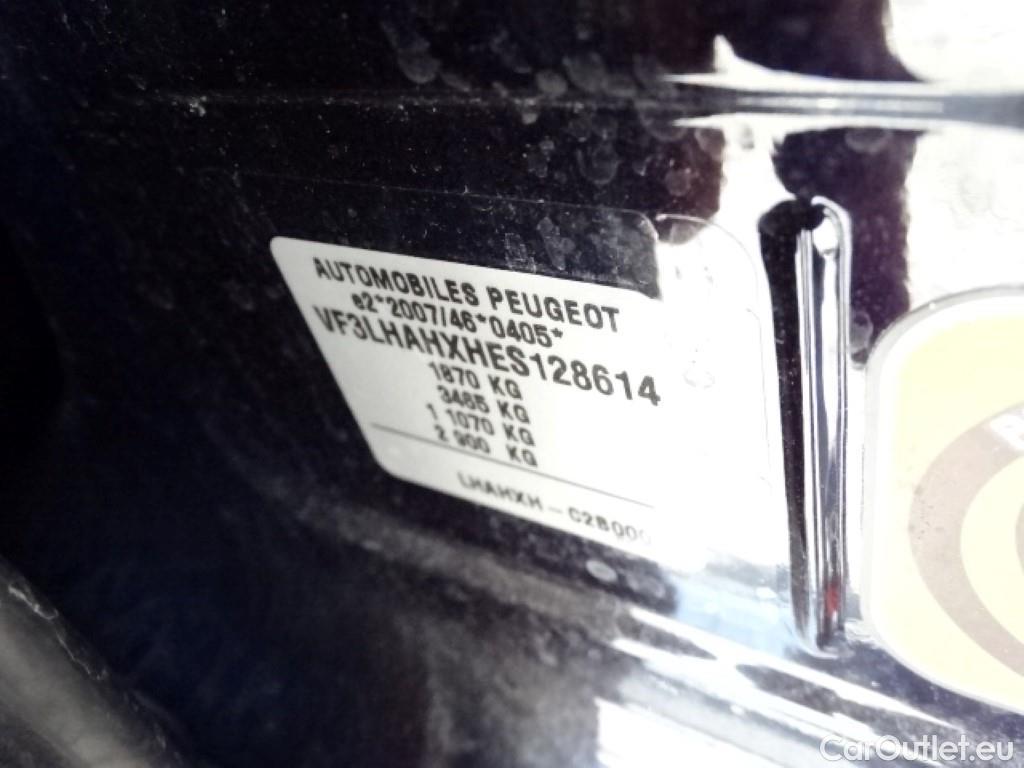 AUTOMOBILES PEUGEOT
e2*2007/46*0405*
VF3LHAHXHES128614
1870 KG
3465 KG
1 1070 KG
2 900 KG
LHAHXH - C2B000
CarOutlet.eu